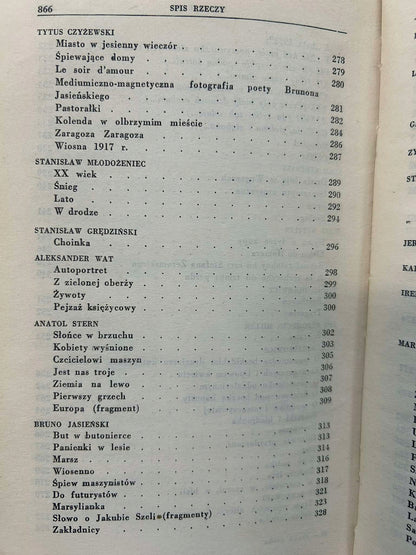 866 SPIS RZECZY
TYTUS CZYŻEWSKI
Miasto w jesienny wieczór . . . . . . 278
Śpiewające domy . . . . . . 279
Le soir d'amour . . . . . . 280
Mediumiczno-magnetyczna fotografia poety Brunona
Jasieńskiego . . . . . . 281
Pastorałki . . . . . . 282
Kolenda w olbrzymim mieście . . . . . . 284
Zaragoza Zaragoza . . . . . . 286
Wiosna 1917 r. . . . . . . 287
STANISŁAW MŁODOŻENIEC
XX wiek . . . . . . 289
Śnieg . . . . . . 290
Lato . . . . . . 292
W drodze . . . . . . 294
STANISŁAW GRĘDZIŃSKI
Choinka . . . . . . 296
ALEKSANDER WAT
Autoportret . . . . . . 298
Z zielonej oberży . . . . . . 299
Żywoty . . . . . . 300
Pejzaż księżycowy . . . . . . 300
ANATOL STERN
Słońce w brzuchu . . . . . . 302
Kobiety wyśnione . . . . . . 303
Czciciele maszyn . . . . . . 305
Jest nas troje . . . . . . 306
Ziemia na lewo . . . . . . 307
Pierwszy grzech . . . . . . 308
Europa (fragment) . . . . . . 309
BRUNO JASIEŃSKI
But w butonierce . . . . . . 313
Panienki w lesie . . . . . . 313
Marsz . . . . . . 314
Wiosenno . . . . . . 316
Śpiew maszynistów . . . . . . 317
Do futurystów . . . . . . 318
Marsylianka . . . . . . 321
Słowo o Jakubie Szeli (fragmenty) . . . . . . 323
Zakładnicy . . . . . . 328